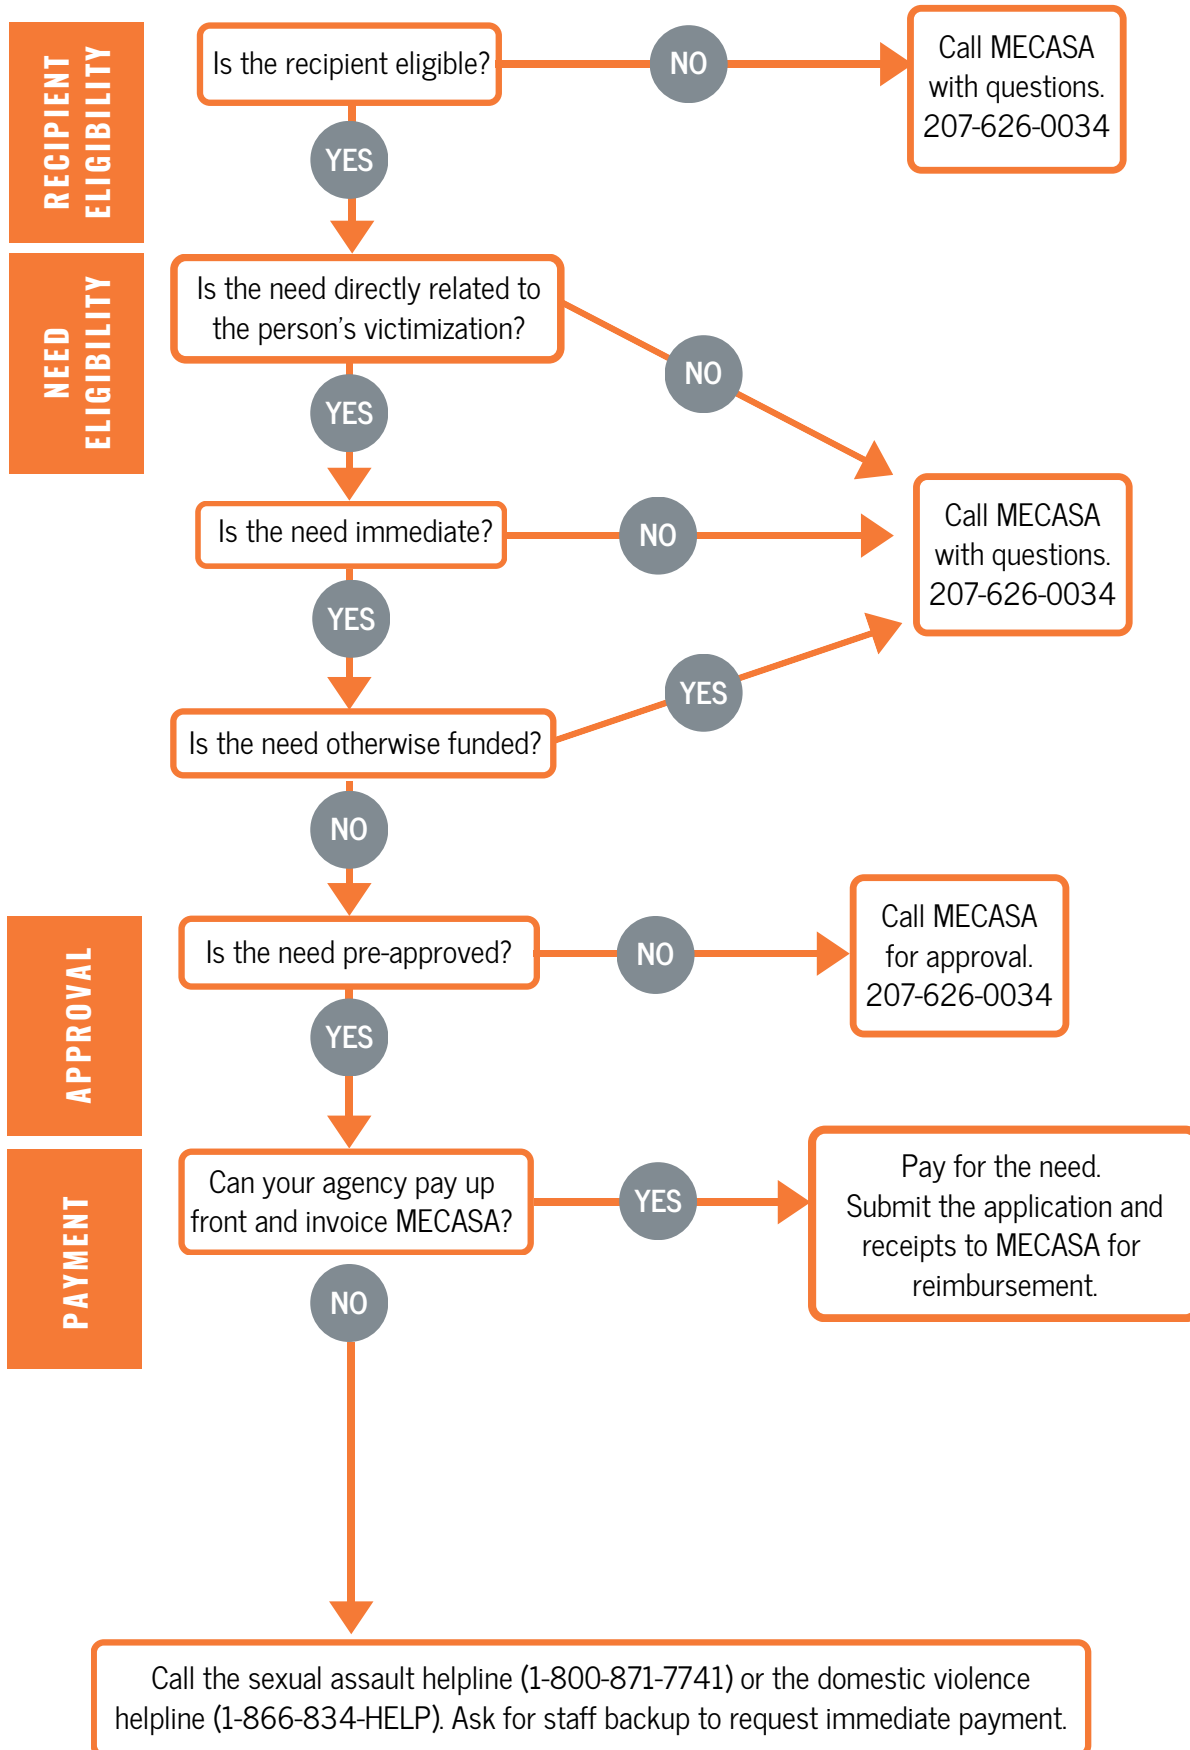 RECIPIENT
ELIGIBILITY
Is the recipient eligible?
NO
Call MECASA
with questions.
207-626-0034
YES
NEED
ELIGIBILITY
Is the need directly related to
the person’s victimization?
NO
YES
Is the need immediate?
NO
Call MECASA
with questions.
207-626-0034
YES
Is the need otherwise funded?
YES
NO
APPROVAL
Is the need pre-approved?
NO
Call MECASA
for approval.
207-626-0034
YES
PAYMENT
Can your agency pay up
front and invoice MECASA?
YES
Pay for the need.
Submit the application and
receipts to MECASA for
reimbursement.
NO
Call the sexual assault helpline (1-800-871-7741) or the domestic violence
helpline (1-866-834-HELP). Ask for staff backup to request immediate payment.